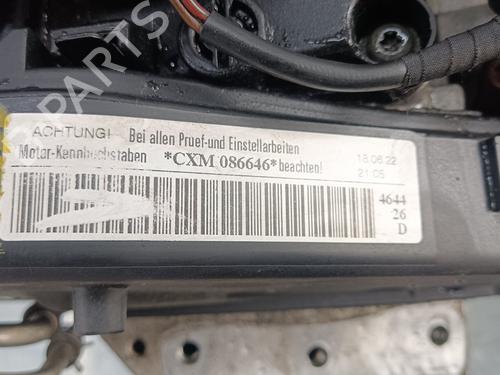 PARTS
ACHTUNG! Bei allen Pruef-und Einstellarbeiten
Motor-Kennbuchstaben *CXM 086646* beachten!
18.06.22
21:05
4644
26
D